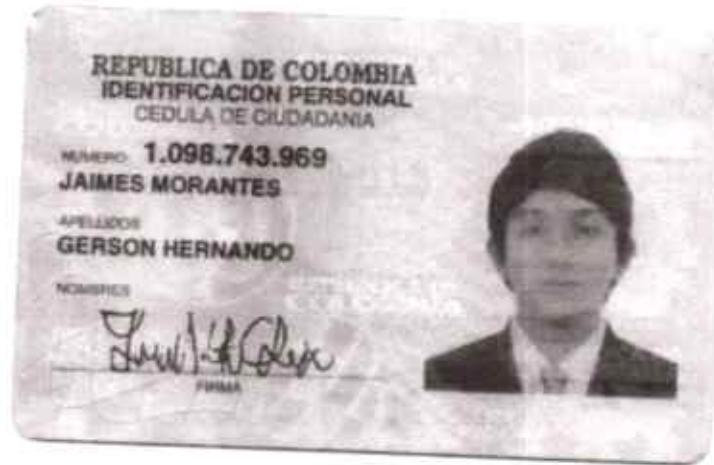 REPUBLICA DE COLOMBIA
IDENTIFICACION PERSONAL
CEDULA DE CIUDADANIA
NUMERO 1.098.743.969
JAIMES MORANTES
APELLIDOS
GERSON HERNANDO
NOMBRES
FIRMA